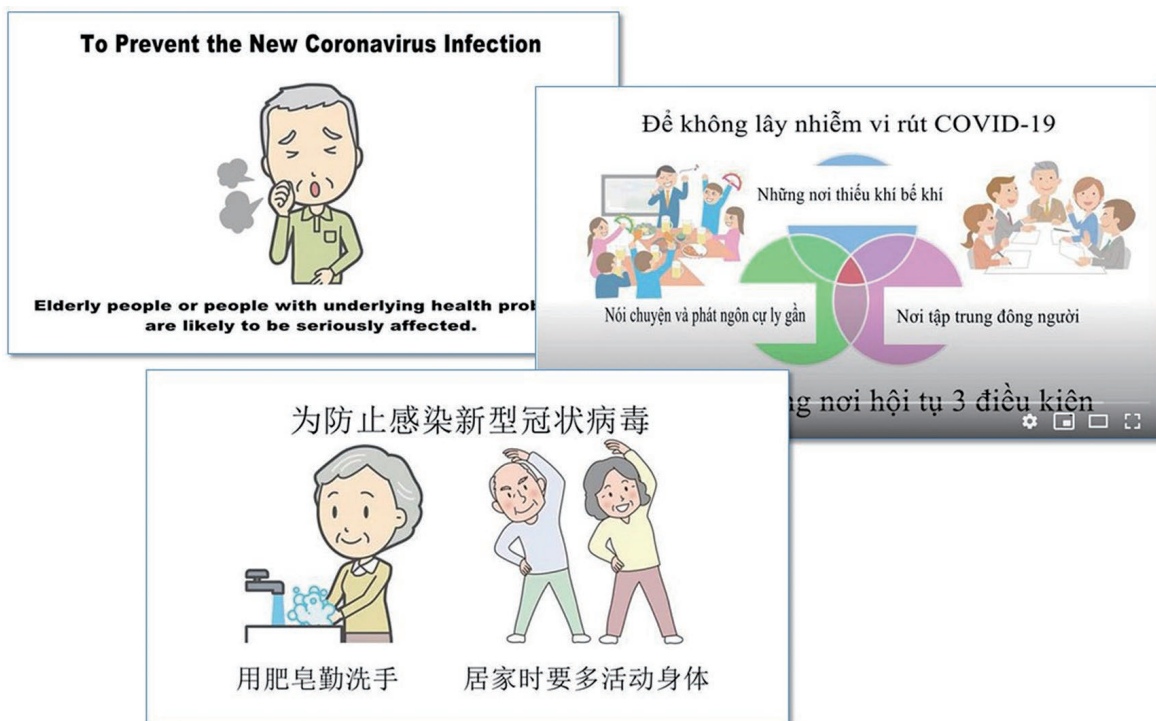 To Prevent the New Coronavirus Infection
Elderly people or people with underlying health
are likely to be seriously affected.
Để không lây nhiễm vi rút COVID-19
Những nơi thiếu khí bế khí
Nói chuyện và phát ngôn cự ly gần
Nơi tập trung đông người
nơi hội tụ 3 điều kiện
为防止感染新型冠状病毒
用肥皂勤洗手
居家时要多活动身体